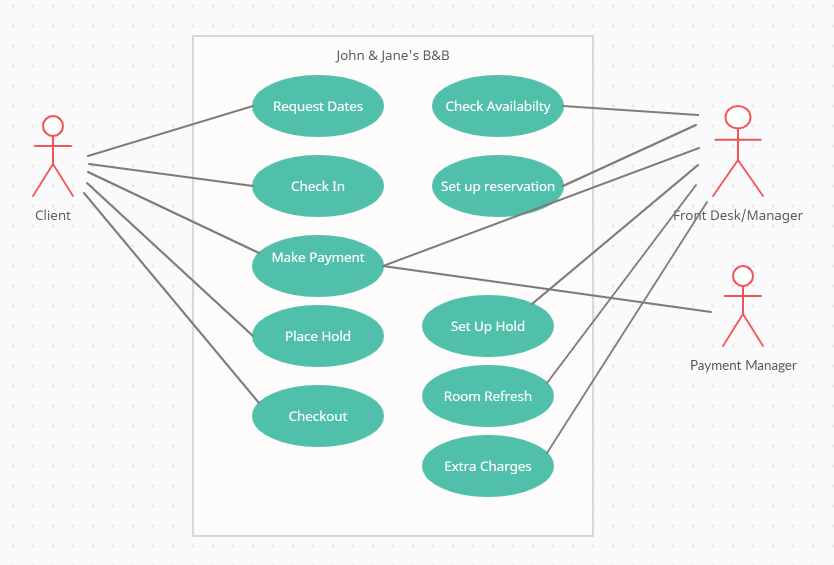 John & Jane's B&B
Request Dates
Check Availabilty
Check In
Set up reservation
Client
Front Desk/Manager
Make Payment
Place Hold
Set Up Hold
Payment Manager
Room Refresh
Checkout
Extra Charges